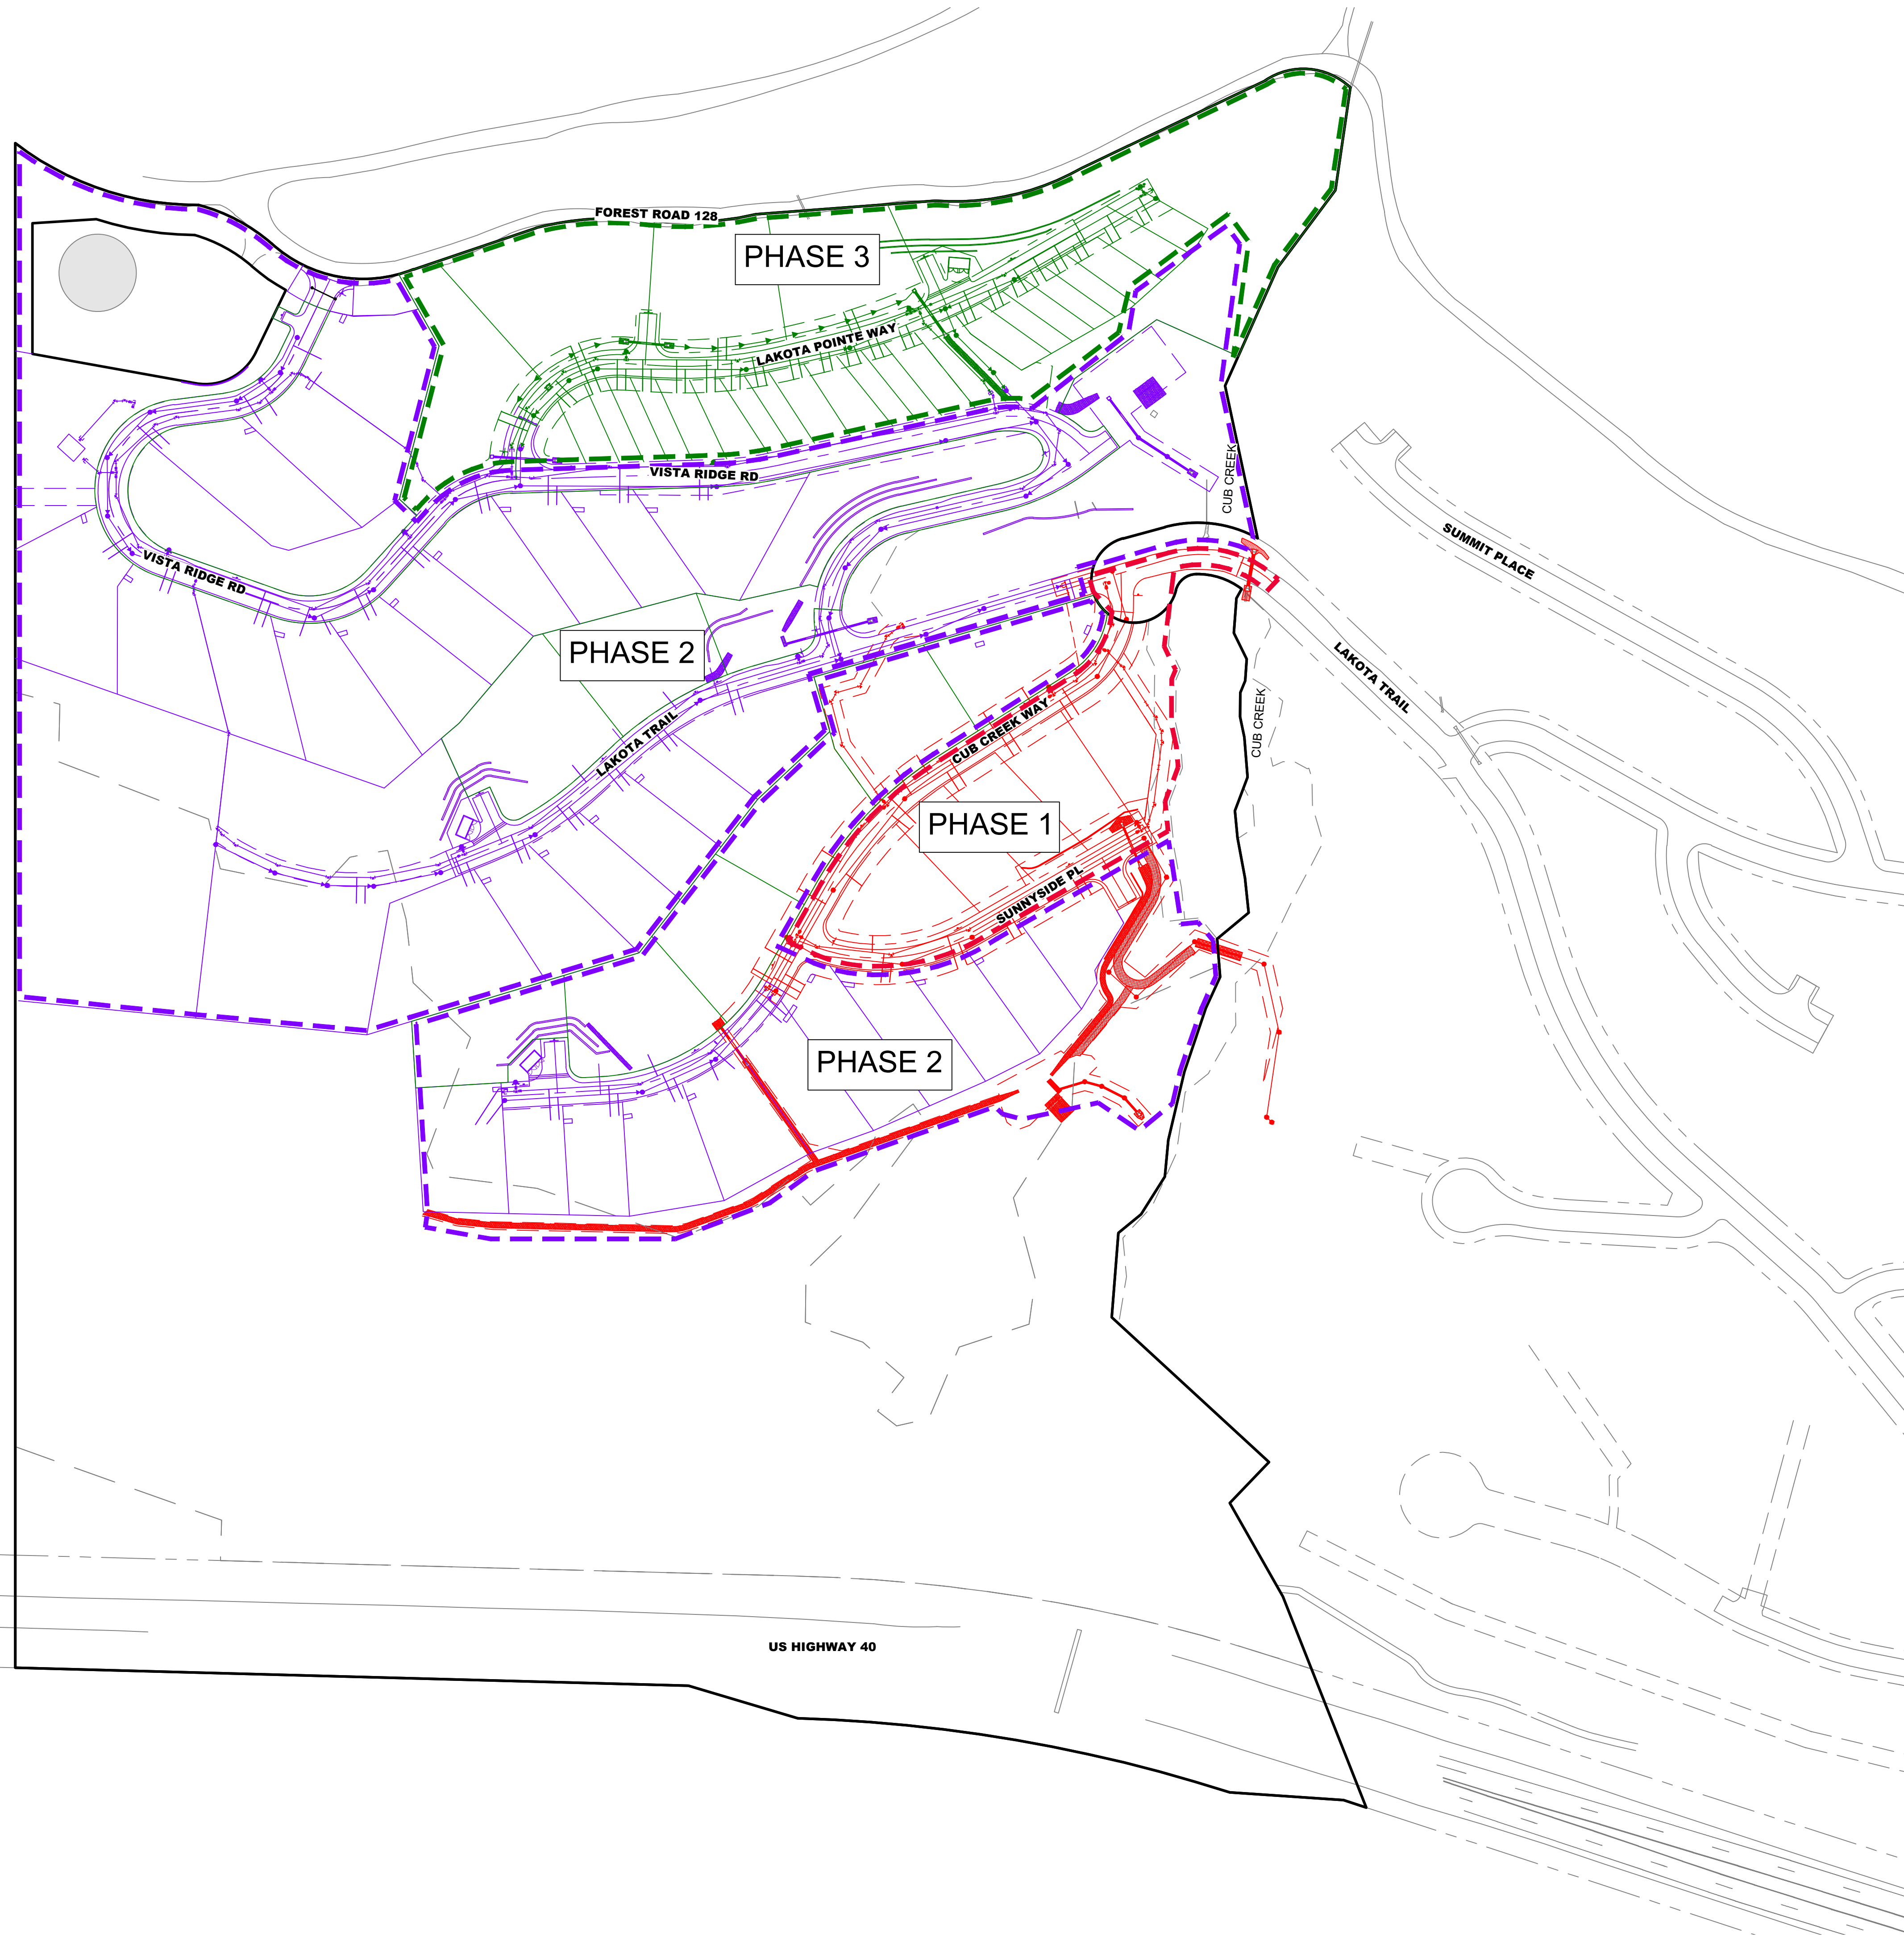 FOREST ROAD 128
PHASE 3
LAKOTA POINTE WAY
VISTA RIDGE RD
CUB CREEK
SUMMIT PLACE
VISTA RIDGE RD
PHASE 2
LAKOTA TRAIL
CUB CREEK
LAKOTA TRAIL
CUB CREEK WAY
PHASE 1
SUNNYSIDE PL
PHASE 2
US HIGHWAY 40